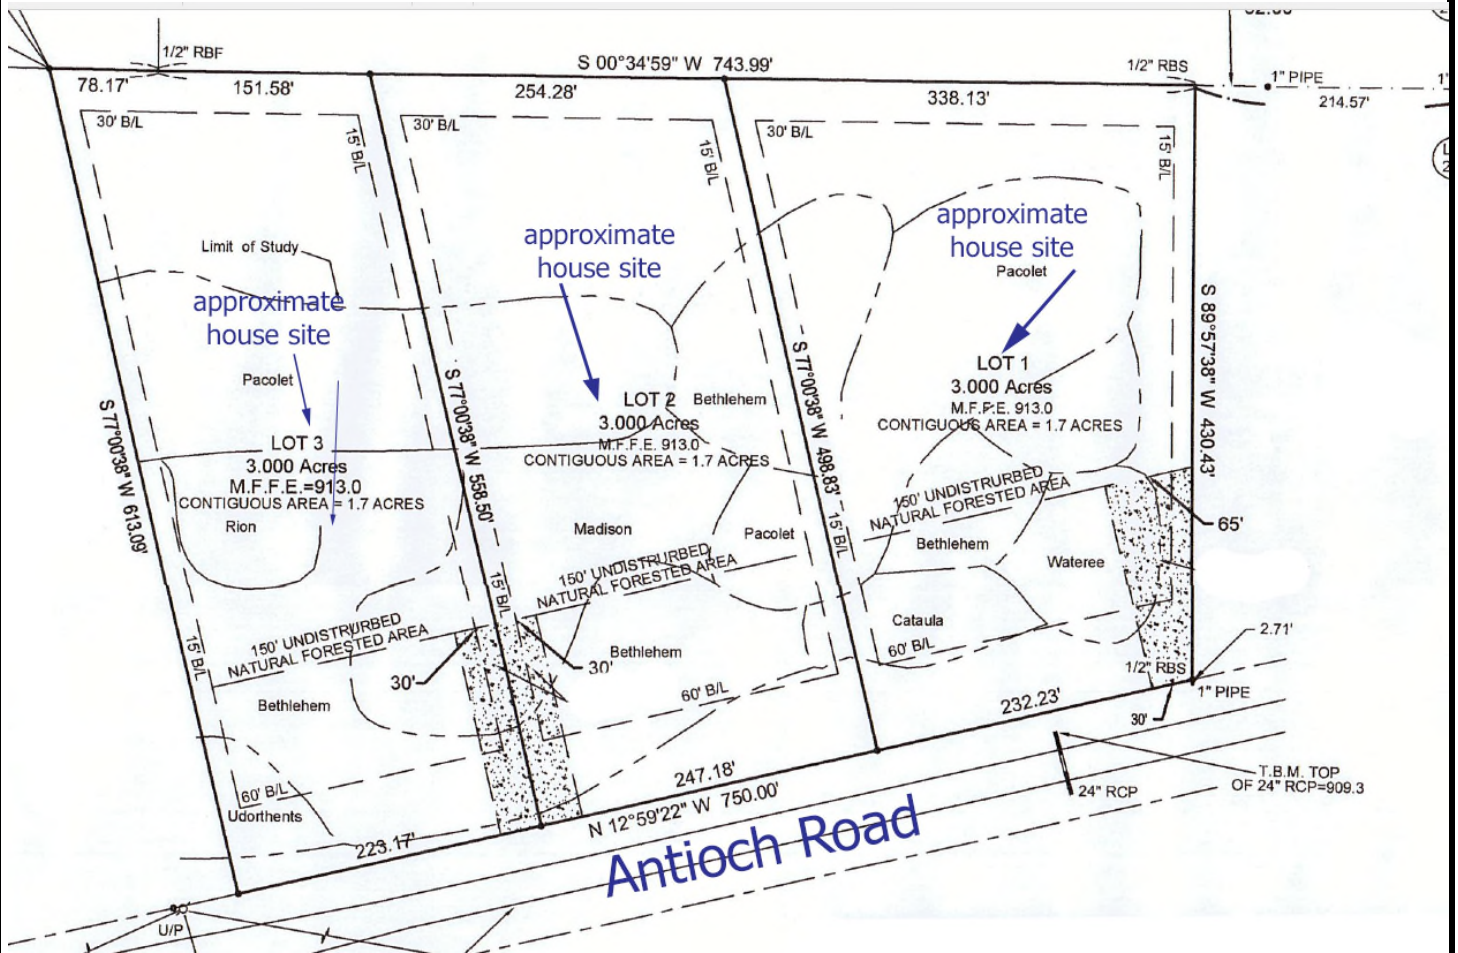 1/2" RBF
S 00°34'59" W 743.99'
1/2" RBS
1" PIPE
78.17'
151.58'
254.28'
338.13'
214.57'
30' B/L
15' B/L
30' B/L
15' B/L
30' B/L
15' B/L
Limit of Study
approximate
house site
approximate
house site
approximate
house site
Pacolet
Pacolet
LOT 1
3.000 Acres
M.F.F.E. 913.0
CONTIGUOUS AREA = 1.7 ACRES
LOT 2
3.000 Acres
M.F.F.E. 913.0
CONTIGUOUS AREA = 1.7 ACRES
Bethlehem
LOT 3
3.000 Acres
M.F.F.E.=913.0
CONTIGUOUS AREA = 1.7 ACRES
Rion
S 77°00'38" W 613.09'
S 77°00'38" W 558.50'
S 77°00'38" W 498.83'
S 89°57'38" W 430.43'
Madison
Pacolet
150' UNDISTRURBED
NATURAL FORESTED AREA
Bethlehem
Wateree
65'
15' B/L
150' UNDISTRURBED
NATURAL FORESTED AREA
15' B/L
Cataula
60' B/L
2.71'
150' UNDISTRURBED
NATURAL FORESTED AREA
15' B/L
30'
30'
Bethlehem
60' B/L
1/2" RBS
1" PIPE
Bethlehem
232.23'
30'
60' B/L
Udorthents
247.18'
N 12°59'22" W 750.00'
223.17'
24" RCP
T.B.M. TOP
OF 24" RCP=909.3
Antioch Road
U/P